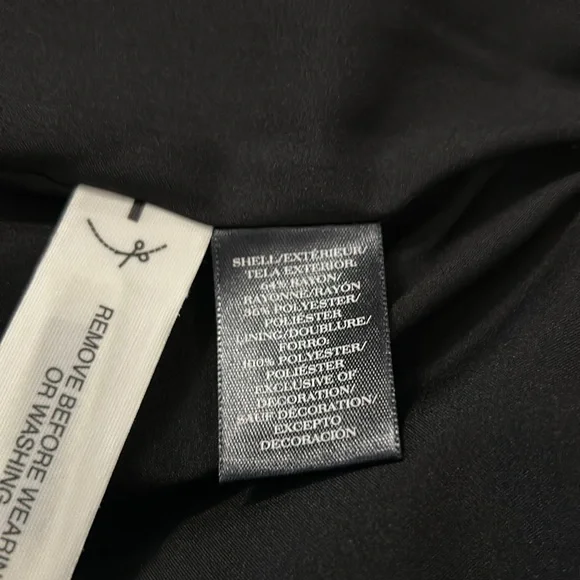 SHELL/EXTÉRIEUR/
TELA EXTERIOR:
64% RAYON/
RAYONNE/RAYÓN
36% POLYESTER/
POLIÉSTER
LINING/DOUBLURE/
FORRO:
100% POLYESTER/
POLIÉSTER
EXCLUSIVE OF
DECORATION/
SAUF DÉCORATION/
EXCEPTO
DECORACIÓN
REMOVE BEFORE WEARIN
OR WASHING